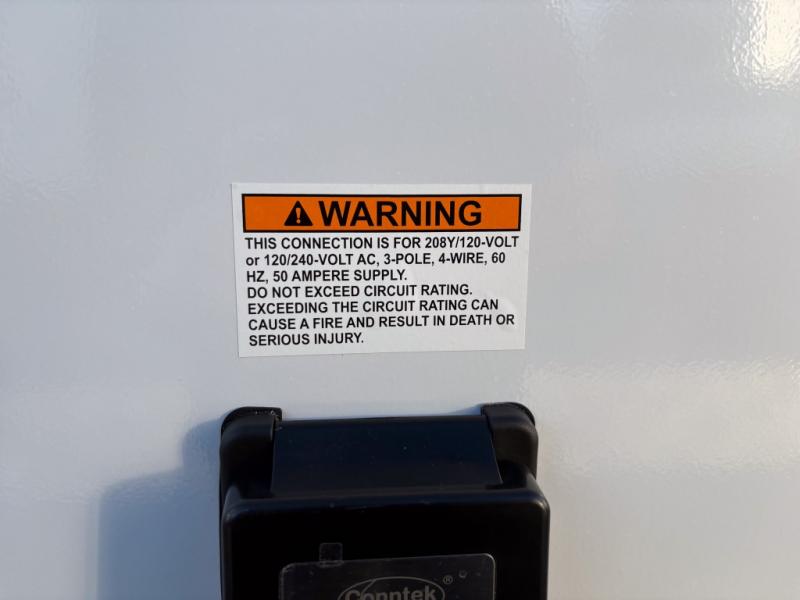 WARNING
THIS CONNECTION IS FOR 208Y/120-VOLT
or 120/240-VOLT AC, 3-POLE, 4-WIRE, 60
HZ, 50 AMPERE SUPPLY.
DO NOT EXCEED CIRCUIT RATING.
EXCEEDING THE CIRCUIT RATING CAN
CAUSE A FIRE AND RESULT IN DEATH OR
SERIOUS INJURY.
Conntek®